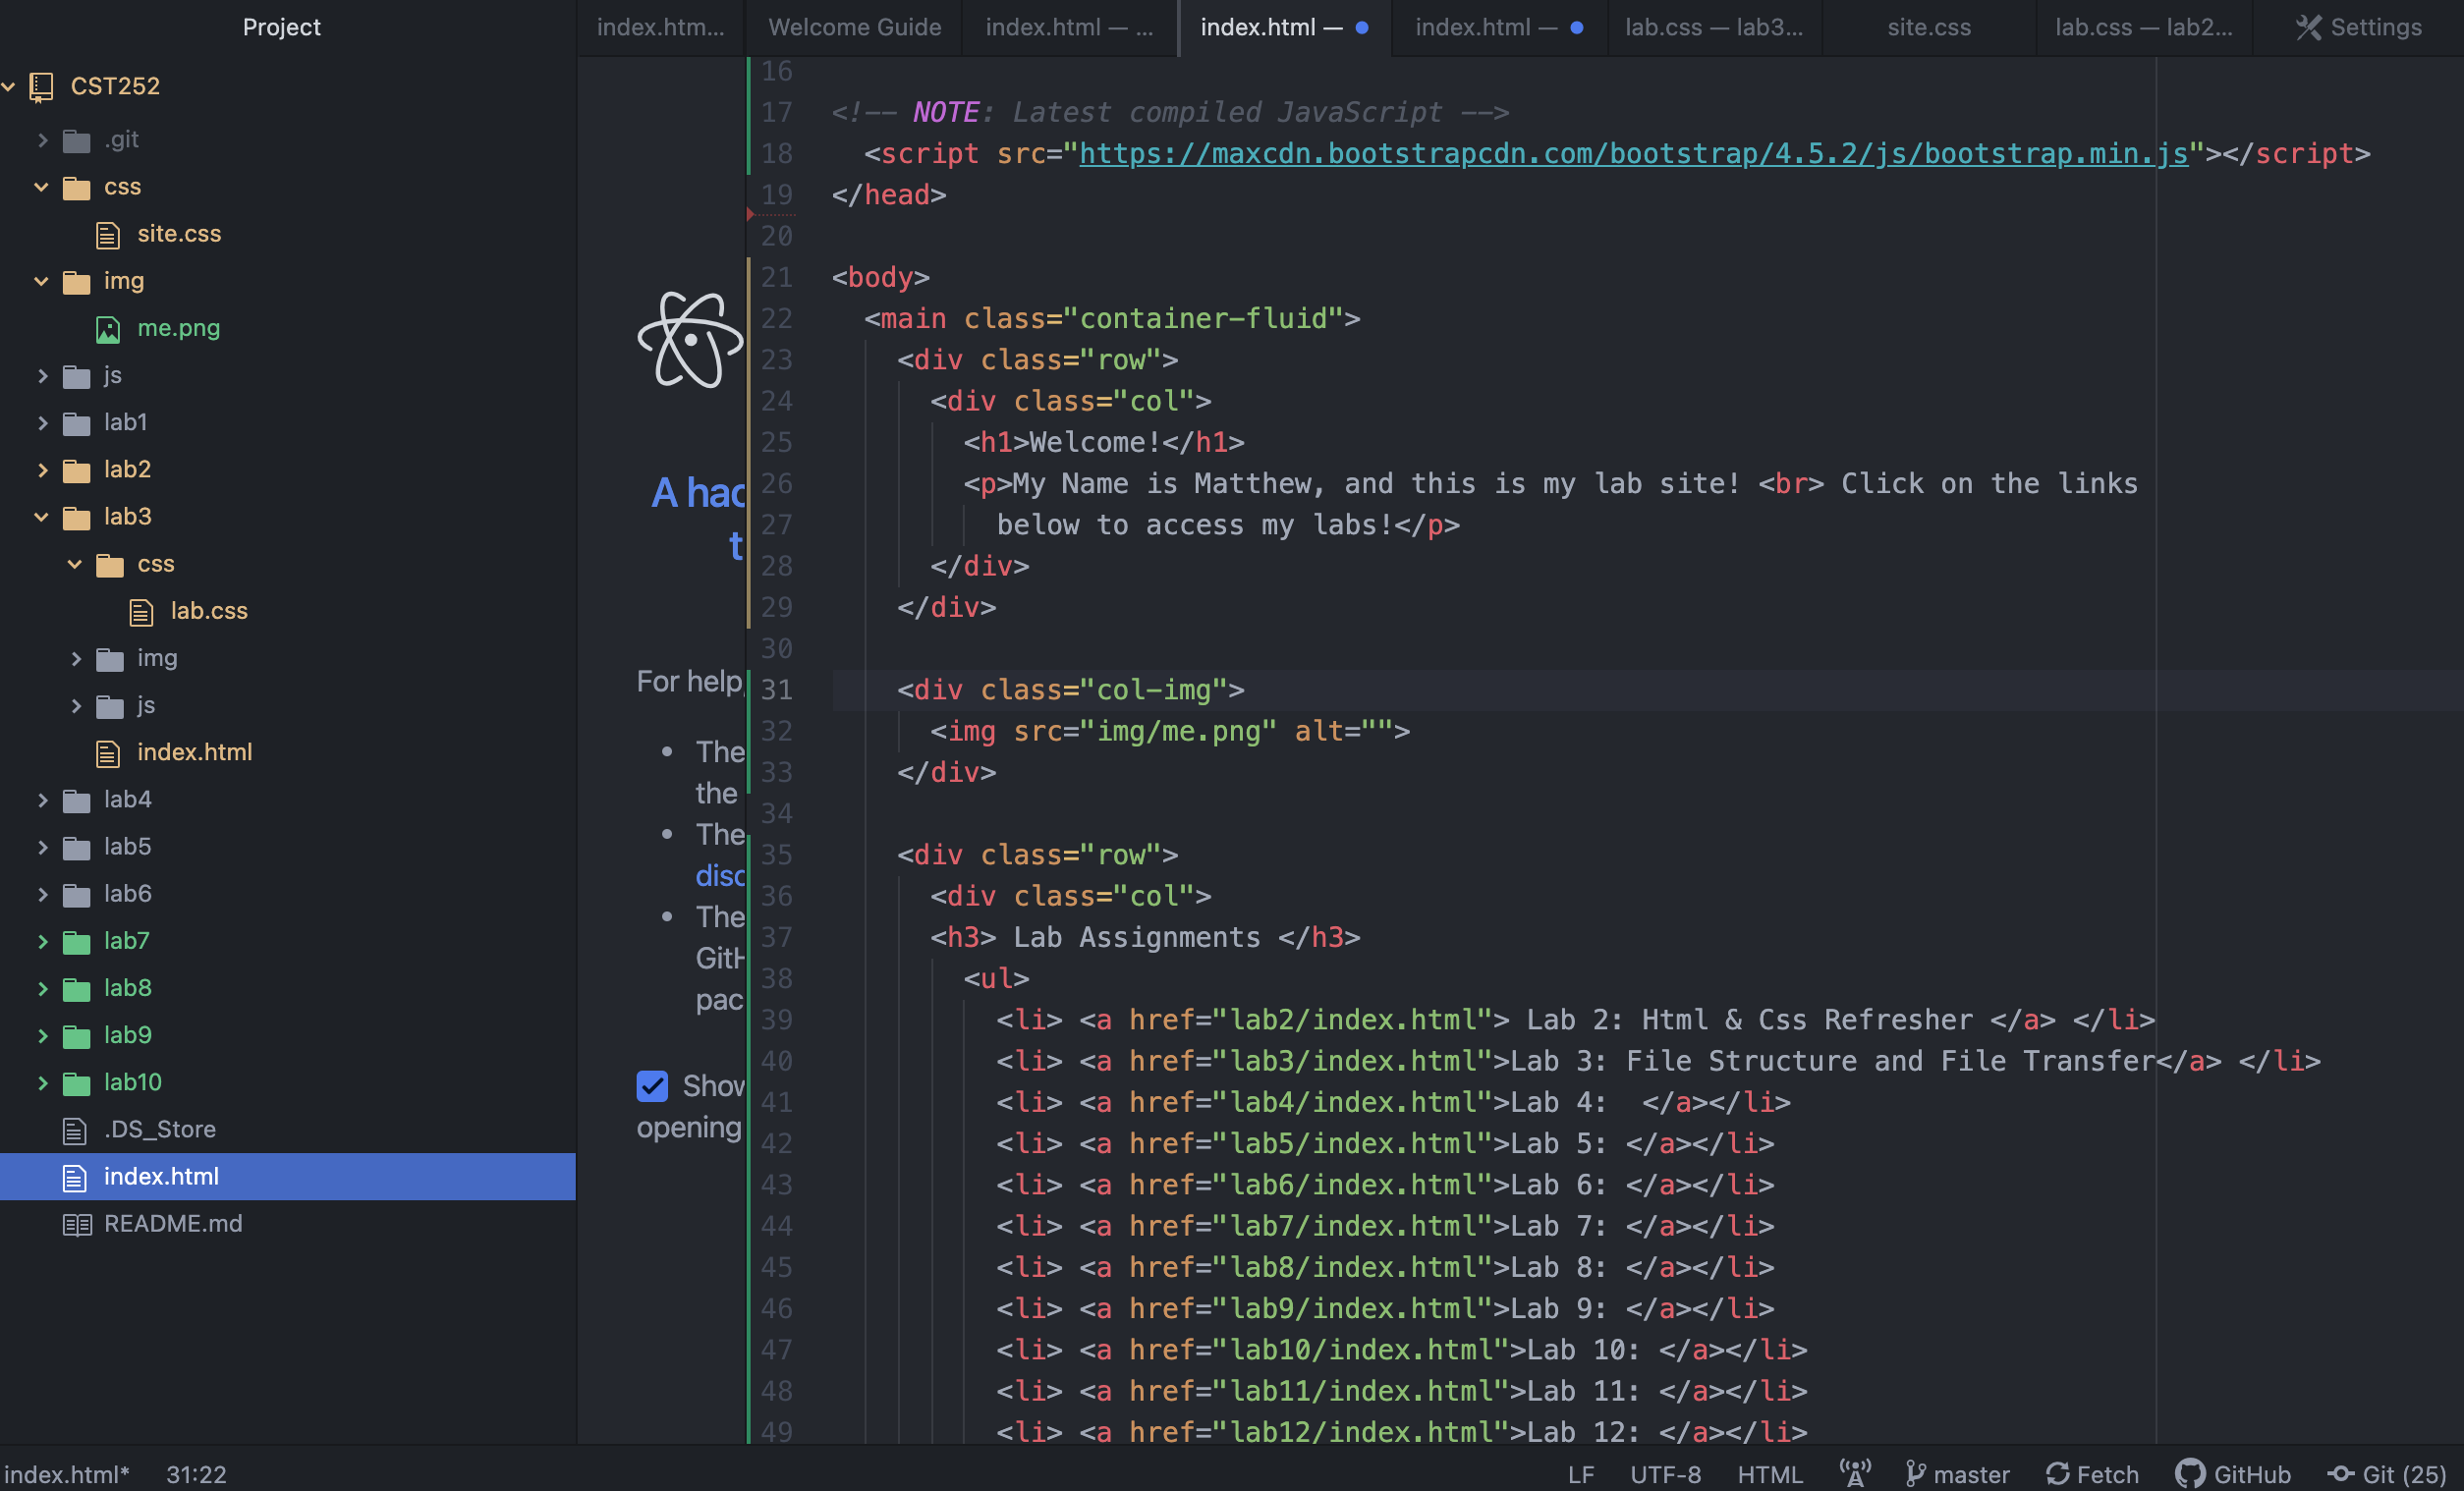 Project
CST252
.git
css
site.css
img
me.png
js
lab1
lab2
lab3
css
lab.css
img
js
index.html
lab4
lab5
lab6
lab7
lab8
lab9
lab10
.DS_Store
index.html
README.md
index.htm...
Welcome Guide
index.html — ...
index.html —
index.html —
lab.css — lab3...
site.css
lab.css — lab2...
Settings
A hac
t
For help,
• The
the
• The
disc
• The
GitH
pac
Show
opening
16
17 <!-- NOTE: Latest compiled JavaScript -->
18 <script src="https://maxcdn.bootstrapcdn.com/bootstrap/4.5.2/js/bootstrap.min.js"></script>
19 </head>
20
21 <body>
22 <main class="container-fluid">
23 <div class="row">
24 <div class="col">
25 <h1>Welcome!</h1>
26 <p>My Name is Matthew, and this is my lab site! <br> Click on the links
27 below to access my labs!</p>
28 </div>
29 </div>
30
31 <div class="col-img">
32 <img src="img/me.png" alt="">
33 </div>
34
35 <div class="row">
36 <div class="col">
37 <h3> Lab Assignments </h3>
38 <ul>
39 <li> <a href="lab2/index.html"> Lab 2: Html & Css Refresher </a> </li>
40 <li> <a href="lab3/index.html">Lab 3: File Structure and File Transfer</a> </li>
41 <li> <a href="lab4/index.html">Lab 4:  </a></li>
42 <li> <a href="lab5/index.html">Lab 5: </a></li>
43 <li> <a href="lab6/index.html">Lab 6: </a></li>
44 <li> <a href="lab7/index.html">Lab 7: </a></li>
45 <li> <a href="lab8/index.html">Lab 8: </a></li>
46 <li> <a href="lab9/index.html">Lab 9: </a></li>
47 <li> <a href="lab10/index.html">Lab 10: </a></li>
48 <li> <a href="lab11/index.html">Lab 11: </a></li>
49 <li> <a href="lab12/index.html">Lab 12: </a></li>
index.html* 31:22 LF UTF-8 HTML master Fetch GitHub Git (25)